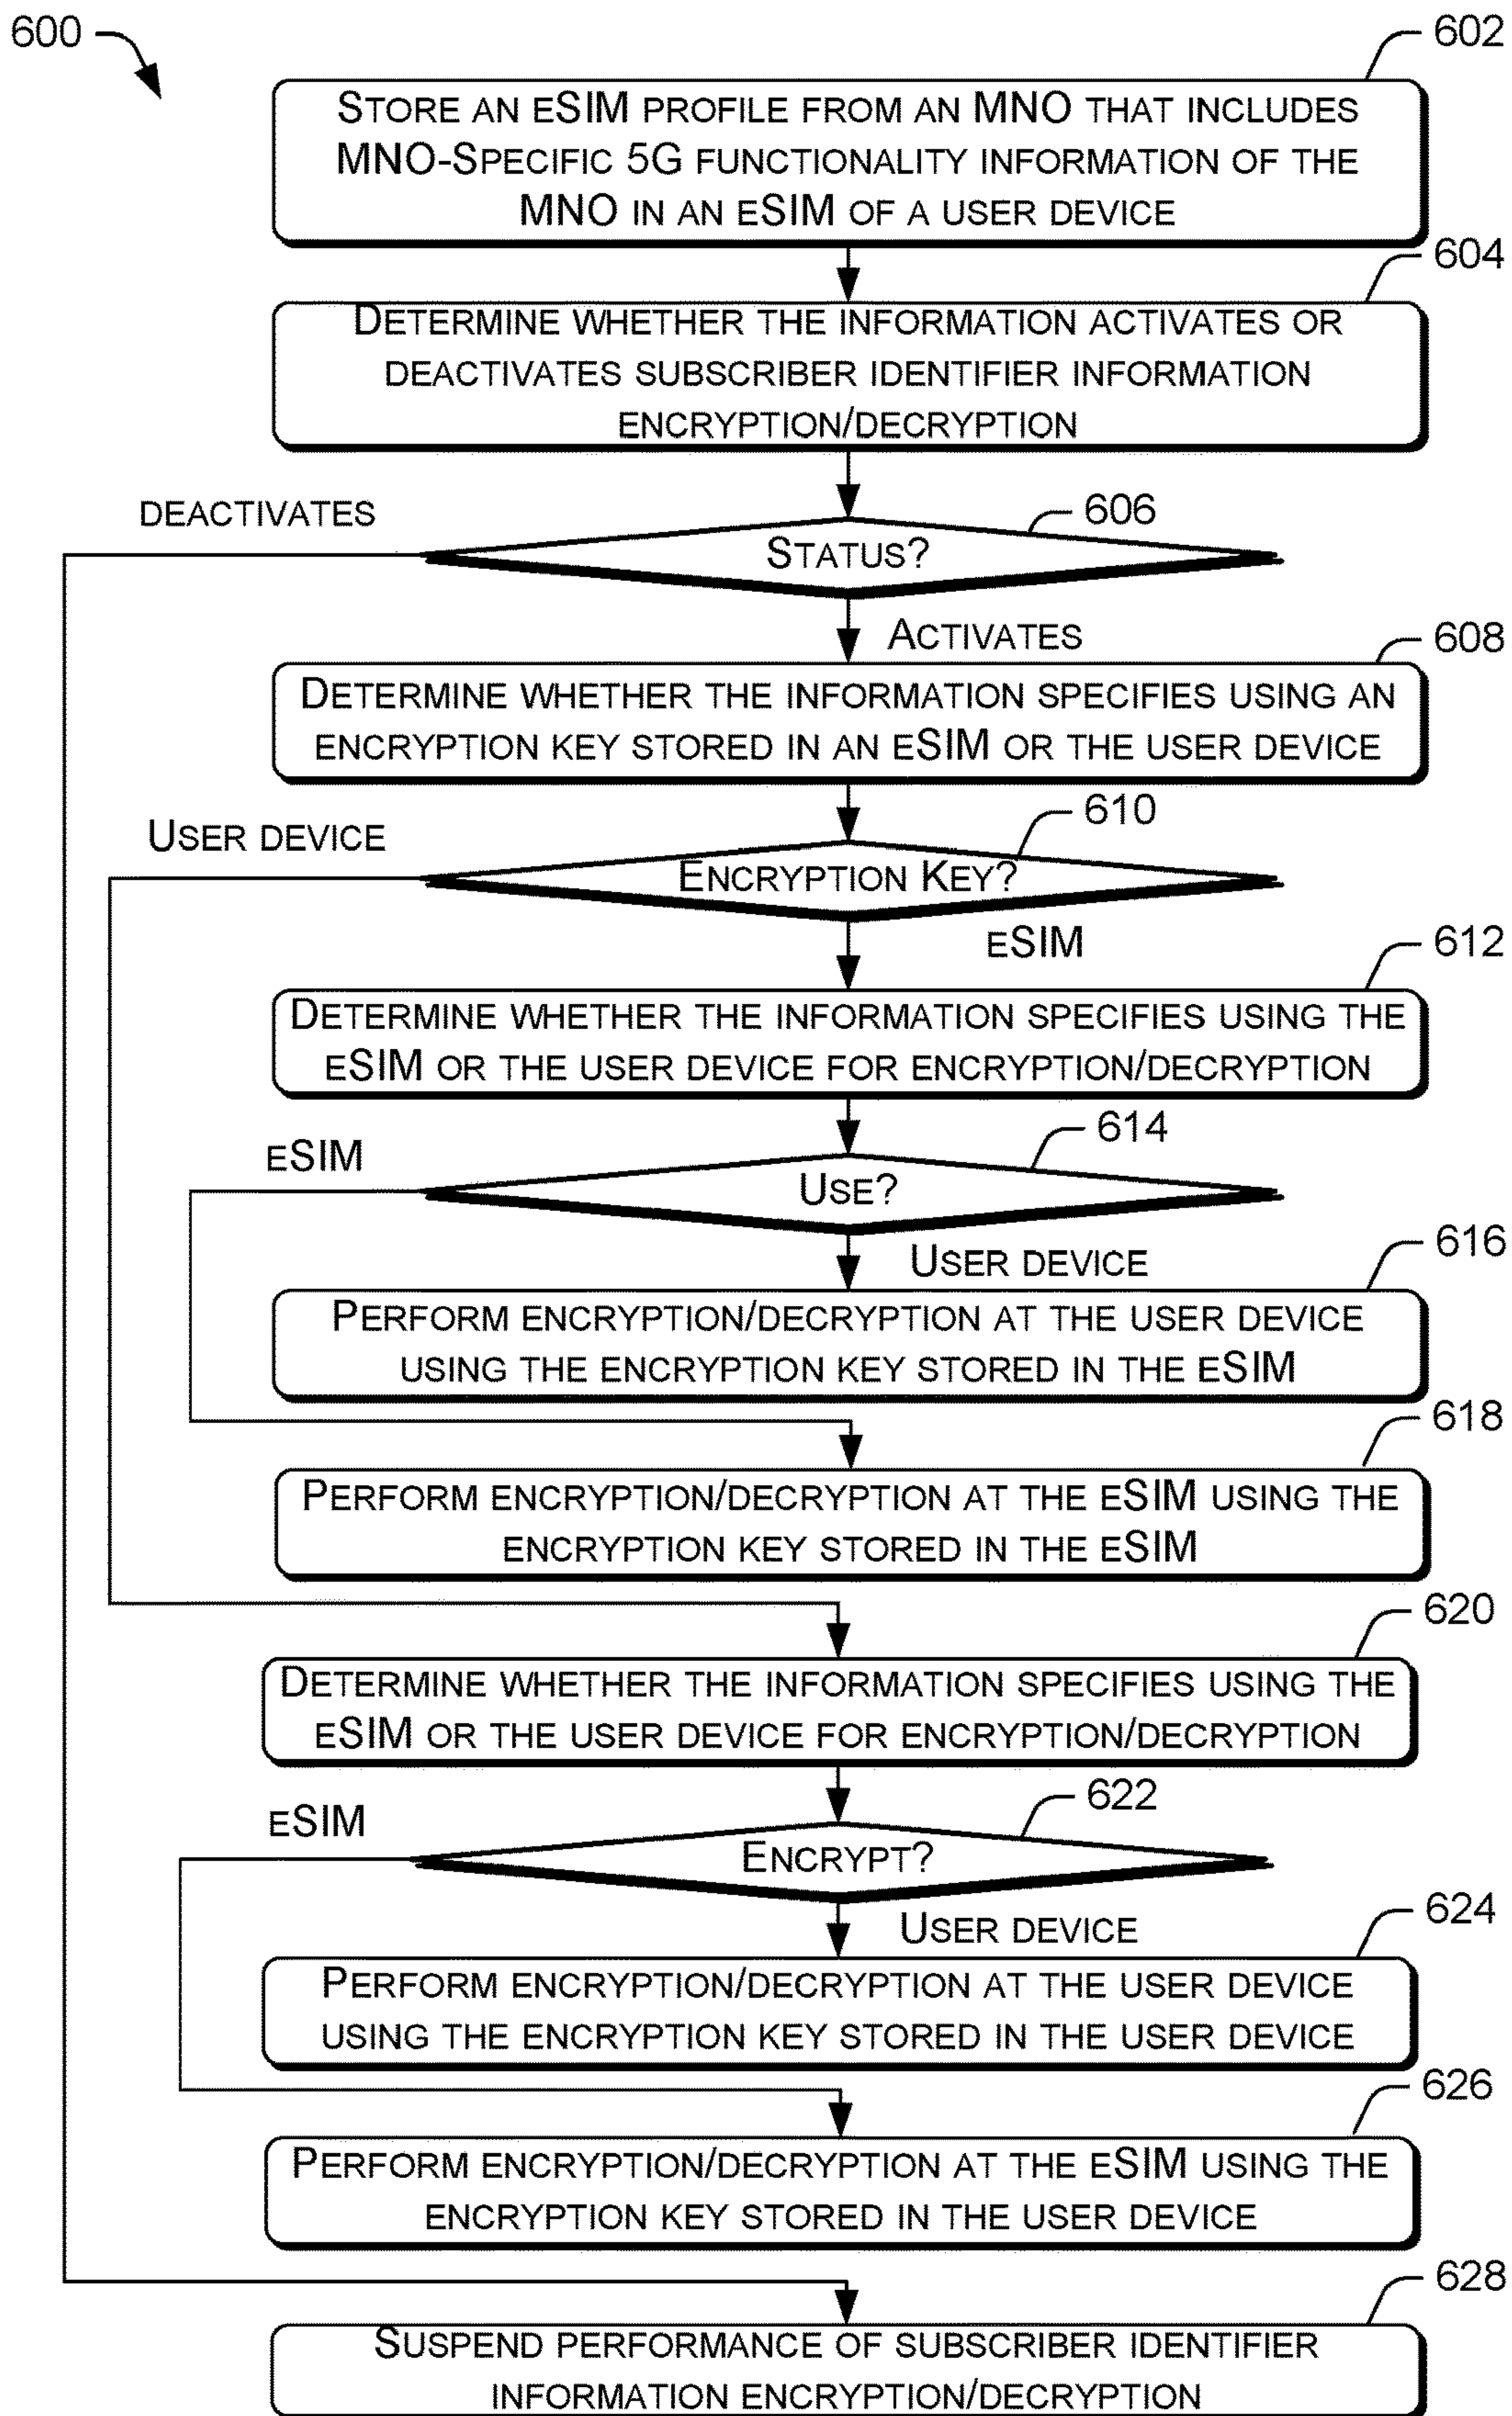 600
602
STORE AN ESIM PROFILE FROM AN MNO THAT INCLUDES
MNO-SPECIFIC 5G FUNCTIONALITY INFORMATION OF THE
MNO IN AN ESIM OF A USER DEVICE
604
DETERMINE WHETHER THE INFORMATION ACTIVATES OR
DEACTIVATES SUBSCRIBER IDENTIFIER INFORMATION
ENCRYPTION/DECRYPTION
DEACTIVATES
606
STATUS?
ACTIVATES
608
DETERMINE WHETHER THE INFORMATION SPECIFIES USING AN
ENCRYPTION KEY STORED IN AN ESIM OR THE USER DEVICE
USER DEVICE
610
ENCRYPTION KEY?
ESIM
612
DETERMINE WHETHER THE INFORMATION SPECIFIES USING THE
ESIM OR THE USER DEVICE FOR ENCRYPTION/DECRYPTION
ESIM
614
USE?
USER DEVICE
616
PERFORM ENCRYPTION/DECRYPTION AT THE USER DEVICE
USING THE ENCRYPTION KEY STORED IN THE ESIM
618
PERFORM ENCRYPTION/DECRYPTION AT THE ESIM USING THE
ENCRYPTION KEY STORED IN THE ESIM
620
DETERMINE WHETHER THE INFORMATION SPECIFIES USING THE
ESIM OR THE USER DEVICE FOR ENCRYPTION/DECRYPTION
ESIM
622
ENCRYPT?
USER DEVICE
624
PERFORM ENCRYPTION/DECRYPTION AT THE USER DEVICE
USING THE ENCRYPTION KEY STORED IN THE USER DEVICE
626
PERFORM ENCRYPTION/DECRYPTION AT THE ESIM USING THE
ENCRYPTION KEY STORED IN THE USER DEVICE
628
SUSPEND PERFORMANCE OF SUBSCRIBER IDENTIFIER
INFORMATION ENCRYPTION/DECRYPTION